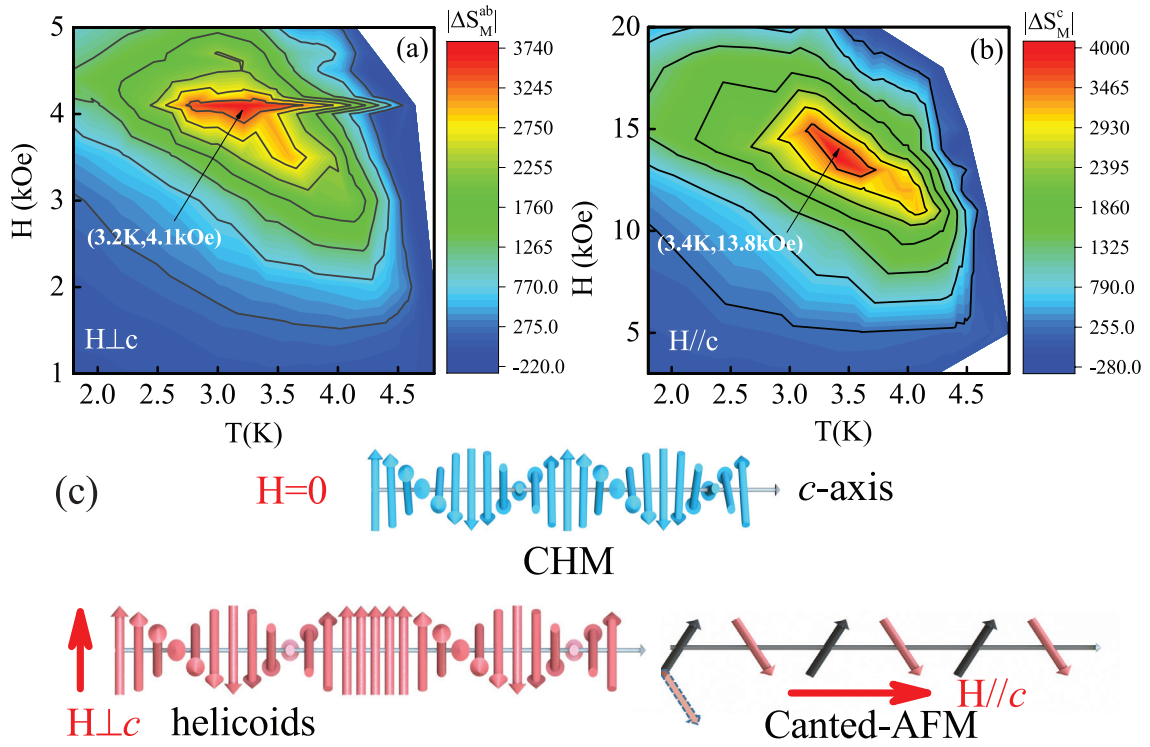 |ΔS_M^ab|
(a)
5
4
3
2
1
H (kOe)
(3.2K,4.1kOe)
H⊥c
2.0 2.5 3.0 3.5 4.0 4.5
T(K)
3740
3245
2750
2255
1760
1265
770.0
275.0
-220.0
|ΔS_M^c|
(b)
20
15
10
5
H (kOe)
(3.4K,13.8kOe)
H//c
2.0 2.5 3.0 3.5 4.0 4.5
T(K)
4000
3465
2930
2395
1860
1325
790.0
255.0
-280.0
(c)
H=0
c-axis
CHM
H⊥c
helicoids
H//c
Canted-AFM